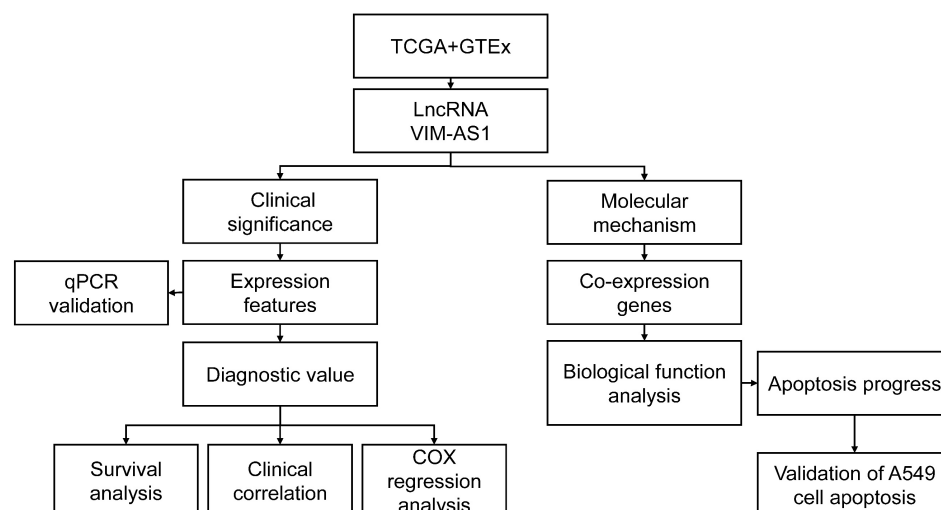 TCGA+GTEx
LncRNA
VIM-AS1
Clinical
significance
Molecular
mechanism
qPCR
validation
Expression
features
Co-expression
genes
Diagnostic value
Biological function
analysis
Apoptosis progress
Survival
analysis
Clinical
correlation
COX
regression
analysis
Validation of A549
cell apoptosis